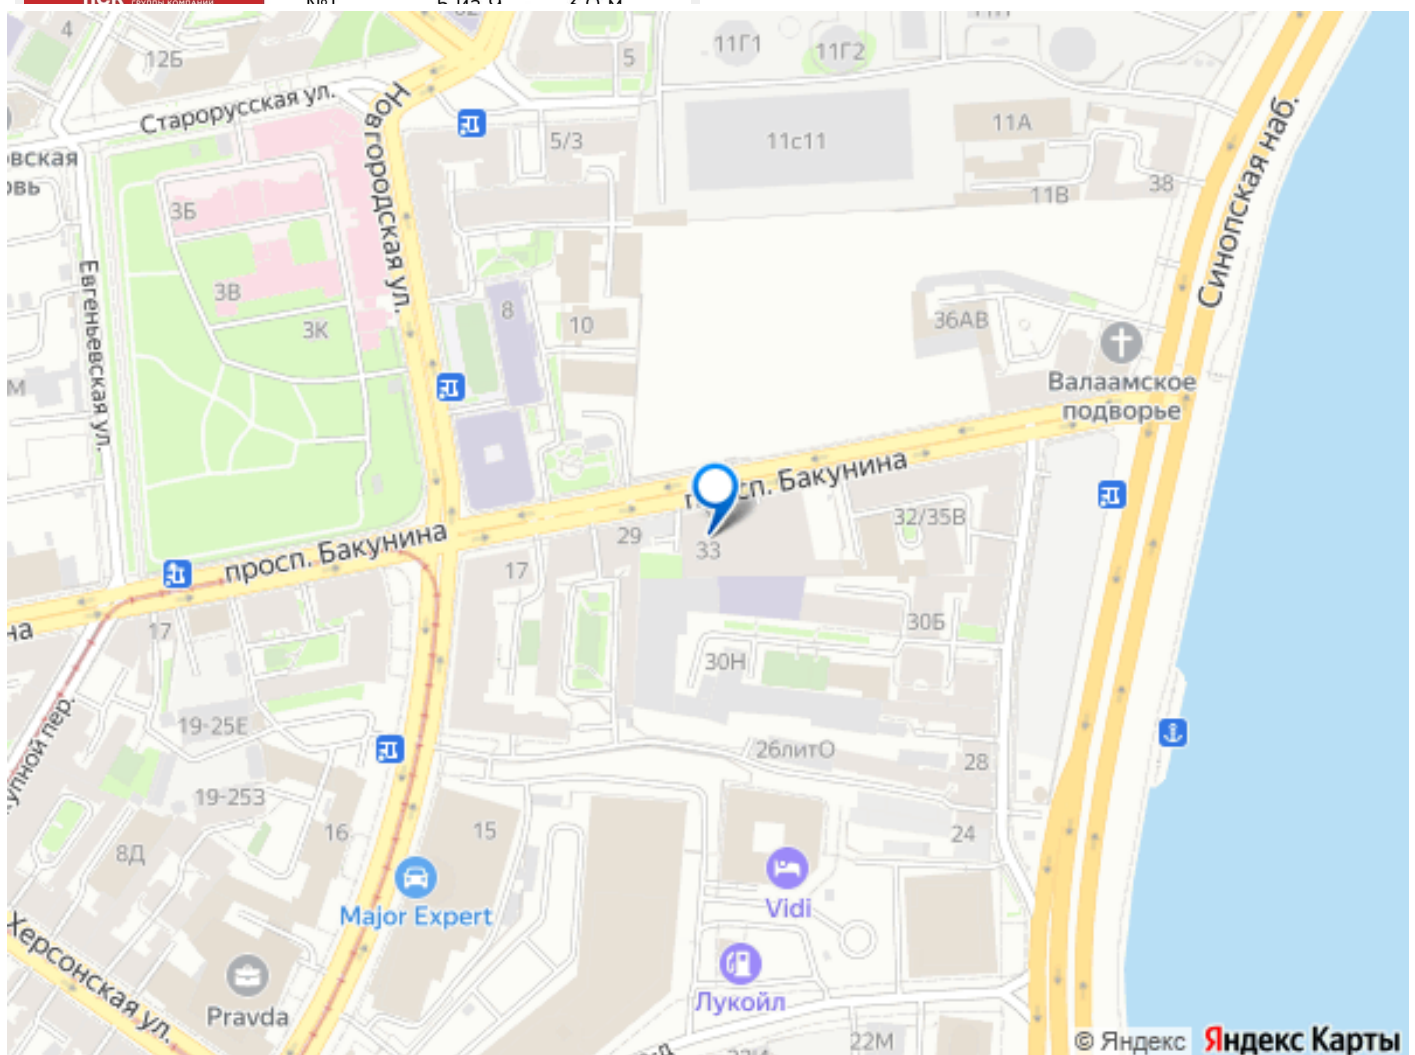 ГРУППЫ КОМПАНИЙ
4
12Б
5
11Г1
11Г2
Старорусская ул.
Новгородская ул.
5/3
11с11
11А
11В
38
Синопская наб.
3Б
3В
3К
Евгеньевская ул.
8
10
36АВ
Валаамское
подворье
просп. Бакунина
32/35В
29
33
просп. Бакунина
17
17
30Б
30Н
19-25Е
26литО
28
19-253
16
15
24
8Д
Major Expert
Vidi
Херсонская ул.
Pravda
Лукойл
22М
© Яндекс
Яндекс Карты